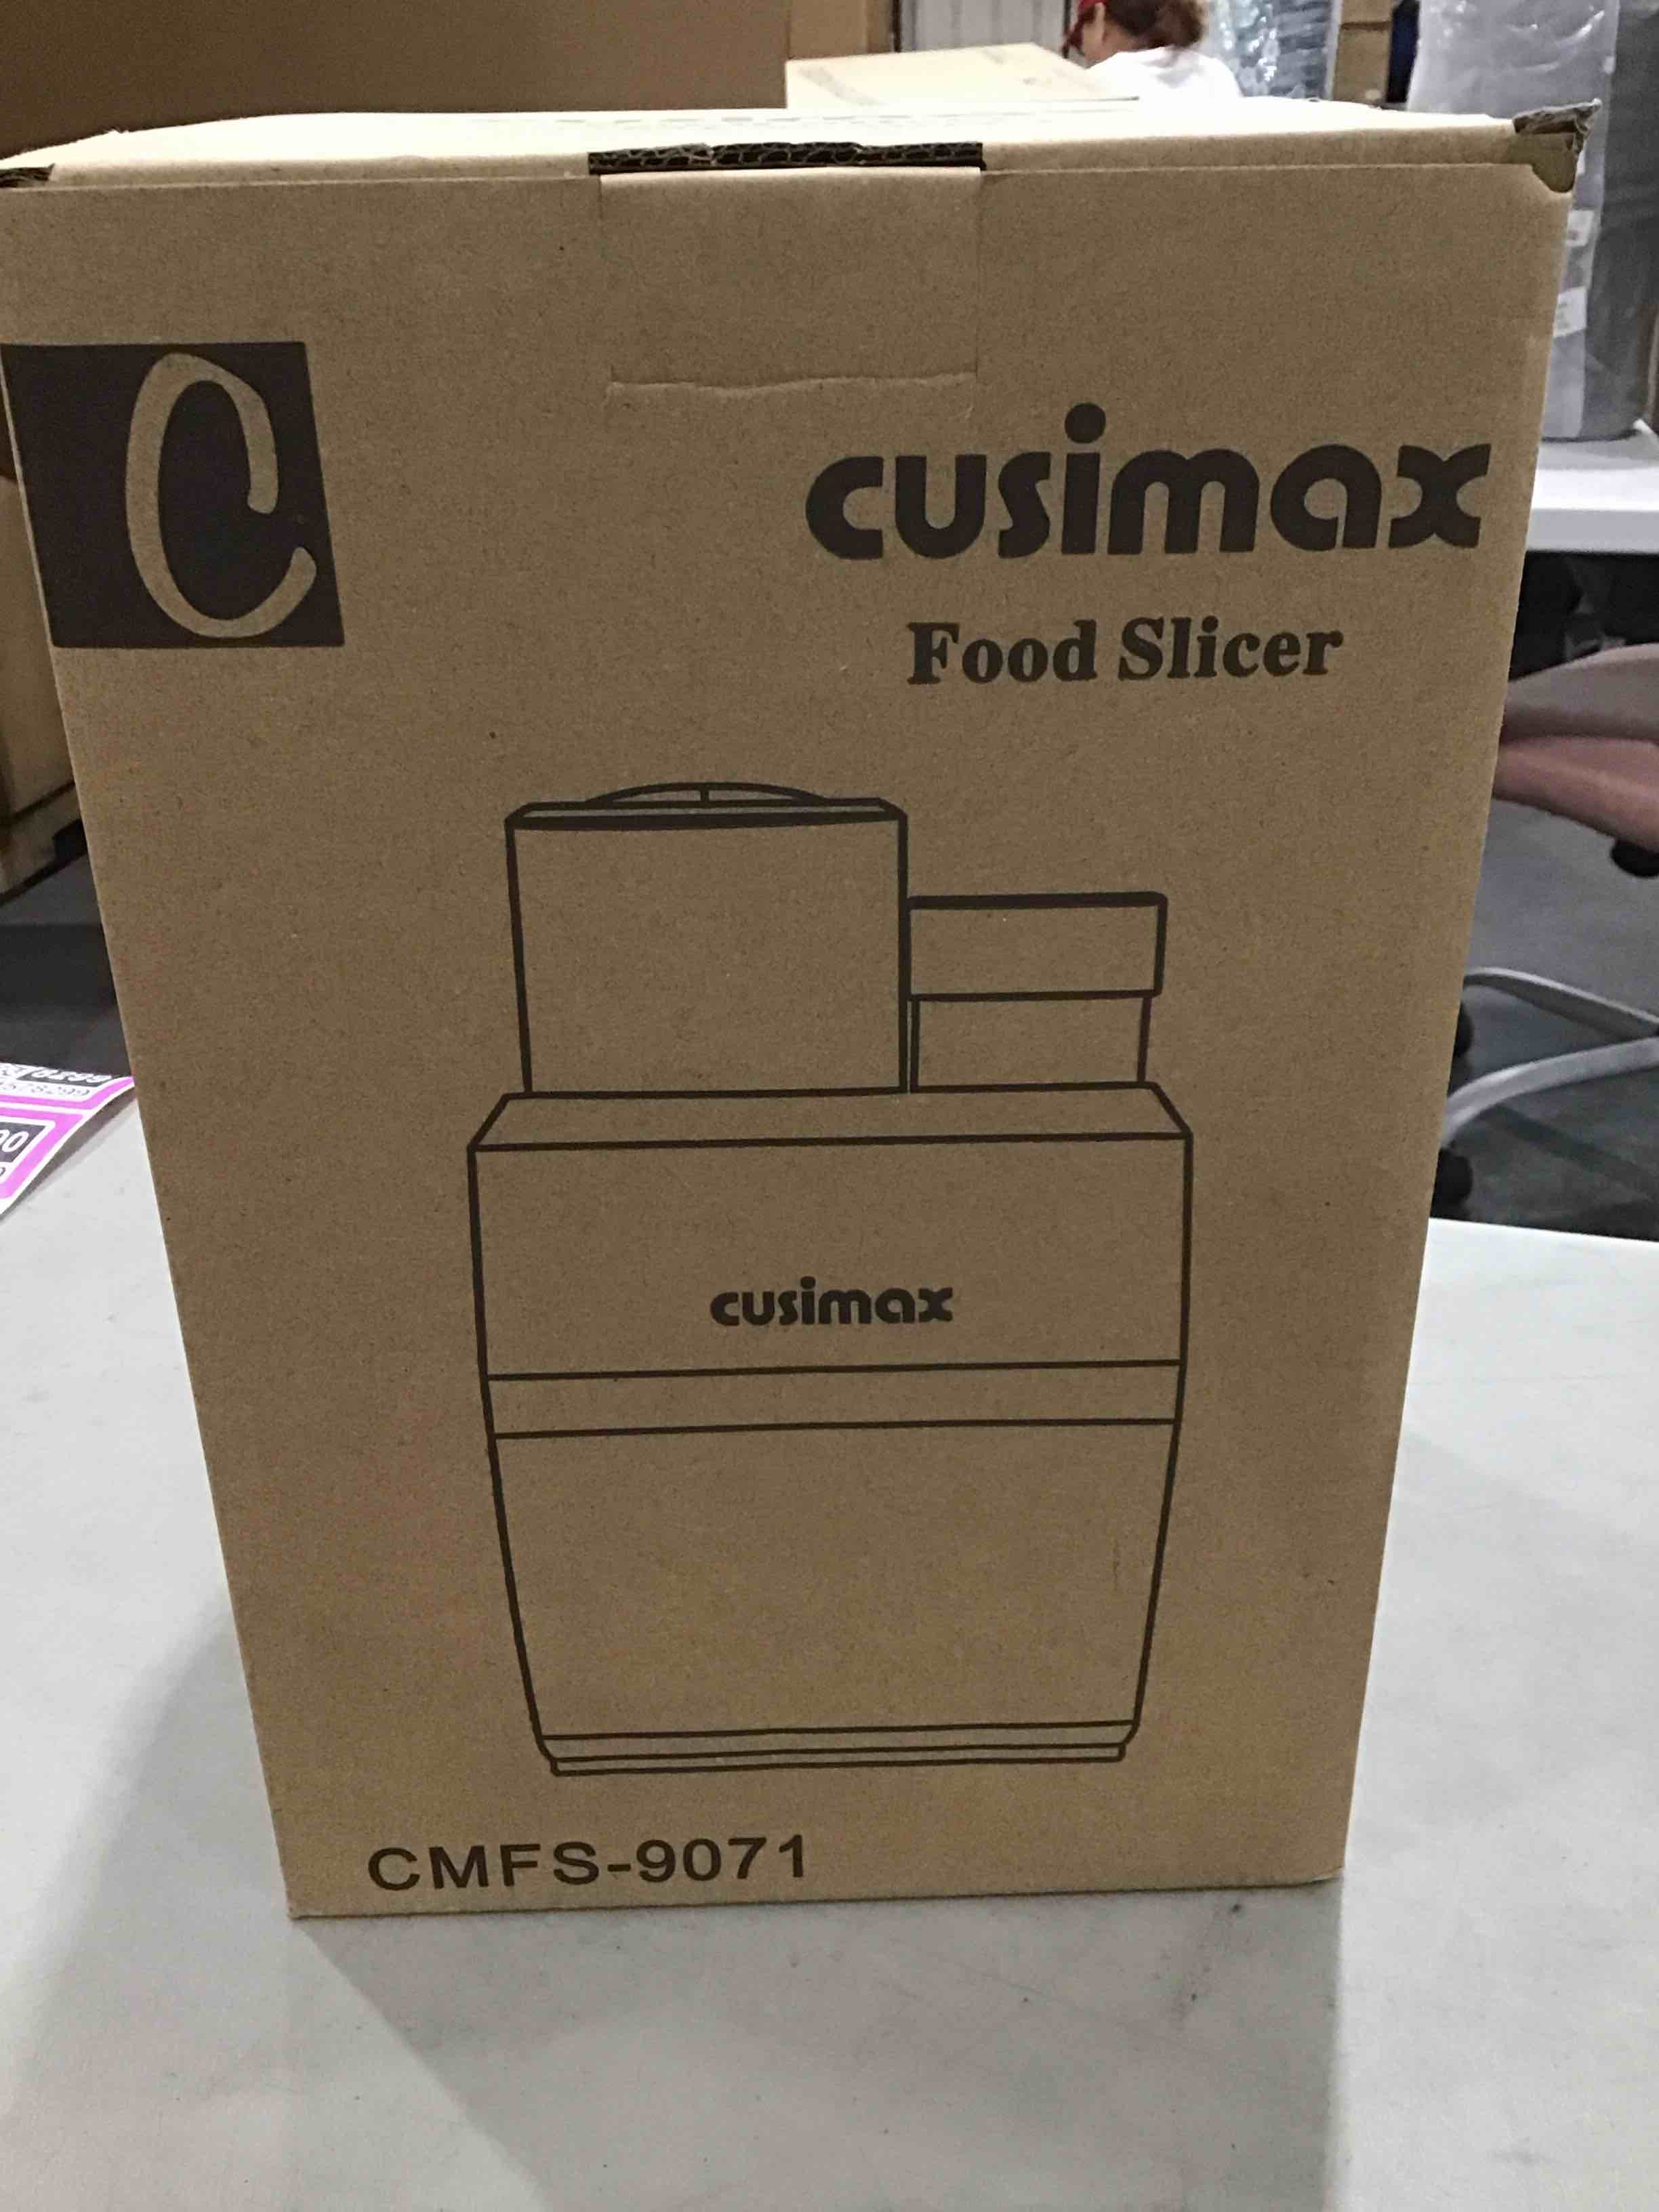 C
cusimax
Food Slicer
cusimax
CMFS-9071